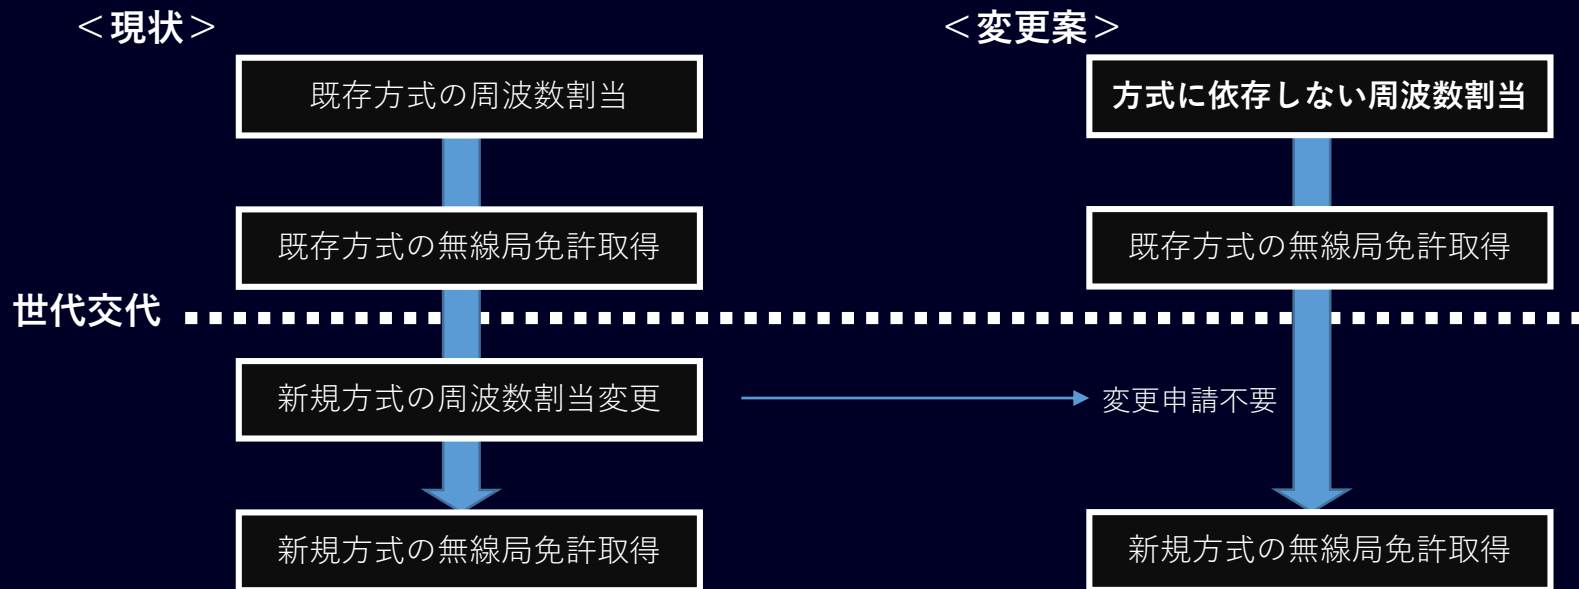 ＜現状＞
既存方式の周波数割当
既存方式の無線局免許取得
世代交代
新規方式の周波数割当変更
新規方式の無線局免許取得
＜変更案＞
方式に依存しない周波数割当
既存方式の無線局免許取得
変更申請不要
新規方式の無線局免許取得